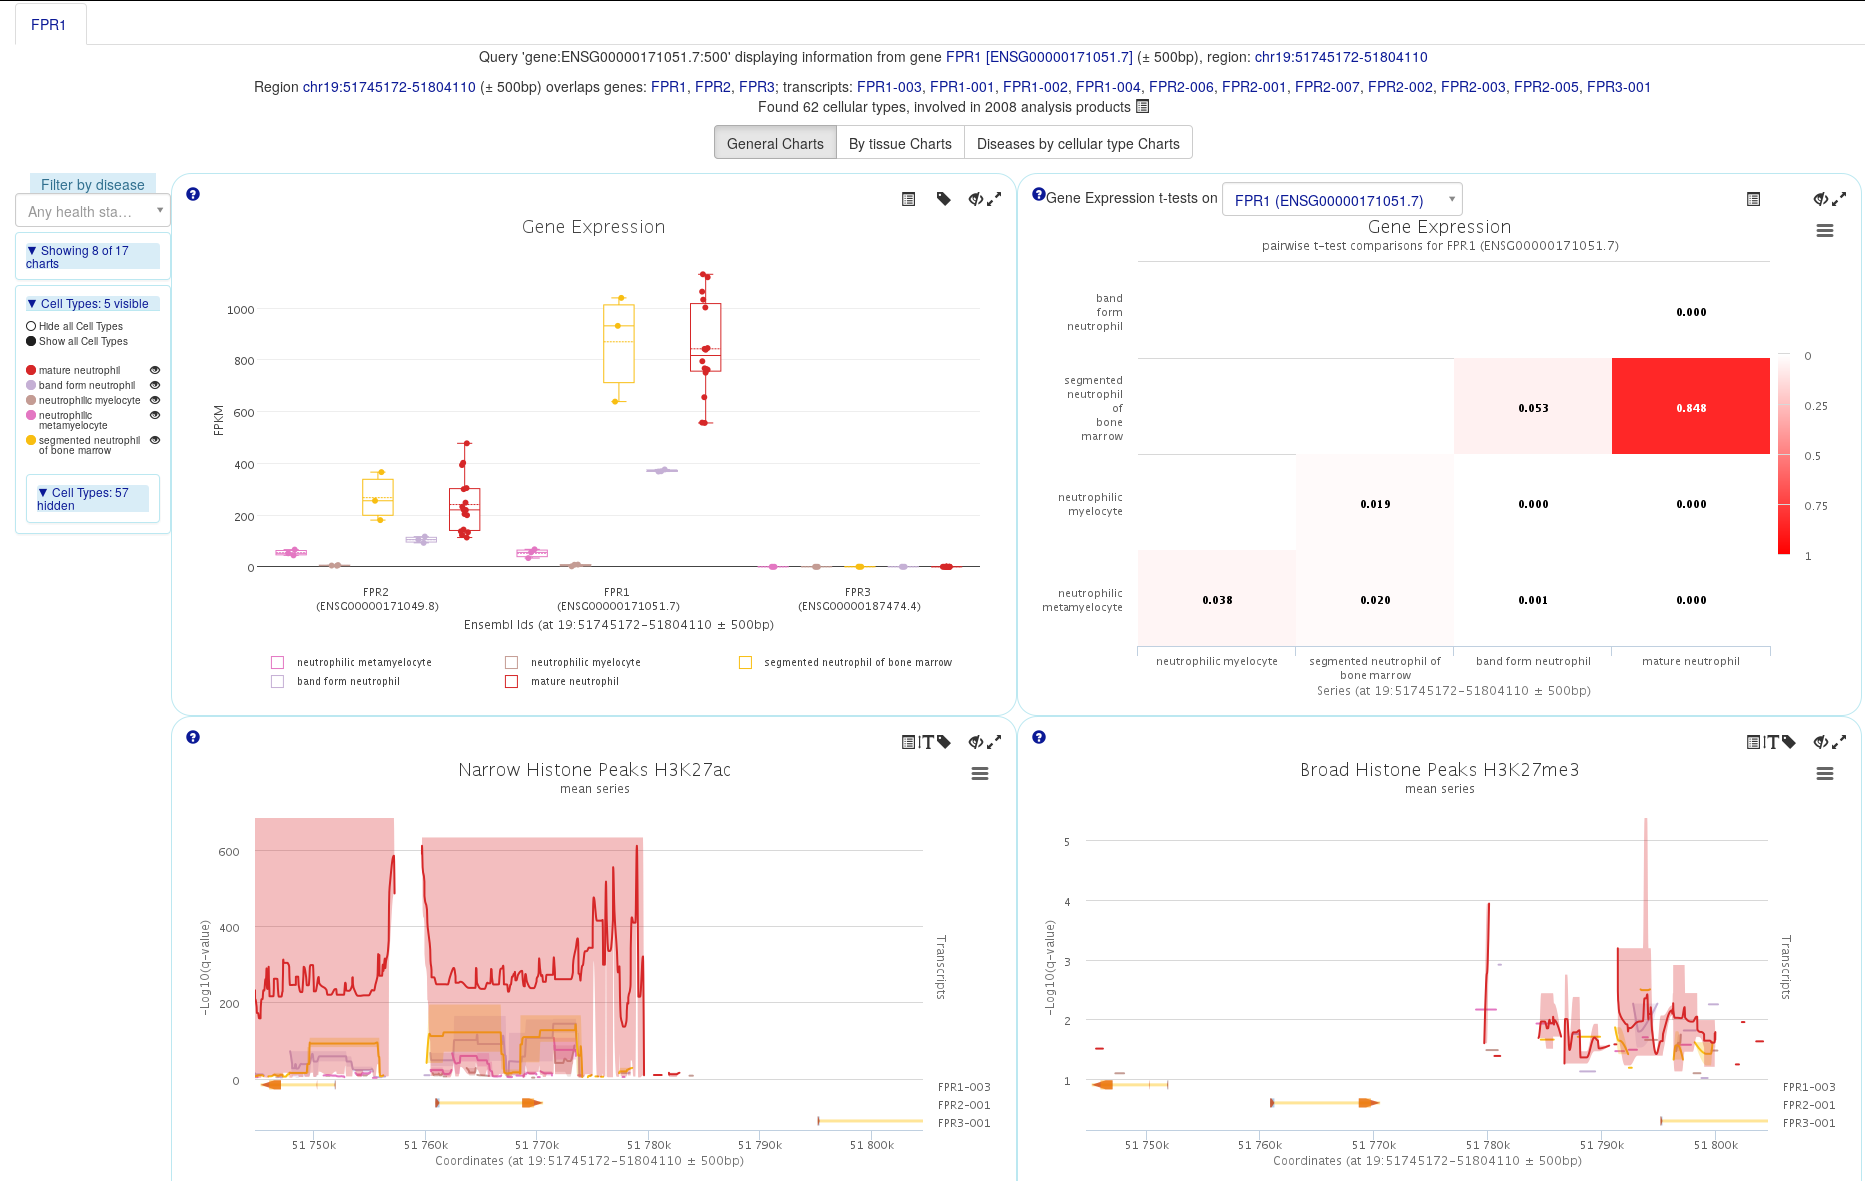 FPR1
Query 'gene:ENSG00000171051.7:500' displaying information from gene FPR1 [ENSG00000171051.7] (± 500bp), region: chr19:51745172-51804110
Region chr19:51745172-51804110 (± 500bp) overlaps genes: FPR1, FPR2, FPR3; transcripts: FPR1-003, FPR1-001, FPR1-002, FPR1-004, FPR2-006, FPR2-001, FPR2-007, FPR2-002, FPR2-003, FPR2-005, FPR3-001
Found 62 cellular types, involved in 2008 analysis products
General Charts
By tissue Charts
Diseases by cellular type Charts
Filter by disease
Any health sta...
▼ Showing 8 of 17
charts
▼ Cell Types: 5 visible
Hide all Cell Types
Show all Cell Types
mature neutrophil
band form neutrophil
neutrophilic myelocyte
neutrophilic
metamyelocyte
segmented neutrophil
of bone marrow
▼ Cell Types: 57
hidden
Gene Expression
FPKM
1000
800
600
400
200
0
FPR2
(ENSG00000171049.8)
FPR1
(ENSG00000171051.7)
FPR3
(ENSG00000187474.4)
Ensembl Ids (at 19:51745172-51804110 ± 500bp)
neutrophilic metamyelocyte
neutrophilic myelocyte
segmented neutrophil of bone marrow
band form neutrophil
mature neutrophil
Gene Expression t-tests on
FPR1 (ENSG00000171051.7)
Gene Expression
pairwise t-test comparisons for FPR1 (ENSG00000171051.7)
band
form
neutrophil
0.000
segmented
neutrophil
of
bone
marrow
0.053
0.848
neutrophilic
myelocyte
0.019
0.000
0.000
neutrophilic
metamyelocyte
0.038
0.020
0.001
0.000
0
0.25
0.5
0.75
1
neutrophilic myelocyte
segmented neutrophil of
bone marrow
band form neutrophil
mature neutrophil
Series (at 19:51745172-51804110 ± 500bp)
Narrow Histone Peaks H3K27ac
mean series
-Log10(q-value)
600
400
200
0
Transcripts
FPR1-003
FPR2-001
FPR3-001
51 750k
51 760k
51 770k
51 780k
51 790k
51 800k
Coordinates (at 19:51745172-51804110 ± 500bp)
Broad Histone Peaks H3K27me3
mean series
-Log10(q-value)
5
4
3
2
1
Transcripts
FPR1-003
FPR2-001
FPR3-001
51 750k
51 760k
51 770k
51 780k
51 790k
51 800k
Coordinates (at 19:51745172-51804110 ± 500bp)